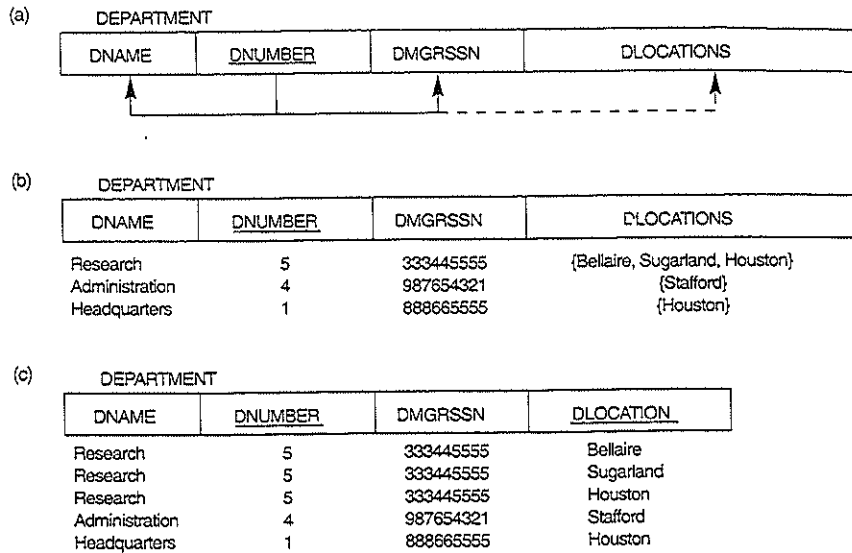 (a) DEPARTMENT
DNAME DNUMBER DMGRSSN DLOCATIONS
(b) DEPARTMENT
DNAME DNUMBER DMGRSSN DLOCATIONS
Research 5 333445555 {Bellaire, Sugarland, Houston}
Administration 4 987654321 {Stafford}
Headquarters 1 888665555 {Houston}
(c) DEPARTMENT
DNAME DNUMBER DMGRSSN DLOCATION
Research 5 333445555 Bellaire
Research 5 333445555 Sugarland
Research 5 333445555 Houston
Administration 4 987654321 Stafford
Headquarters 1 888665555 Houston